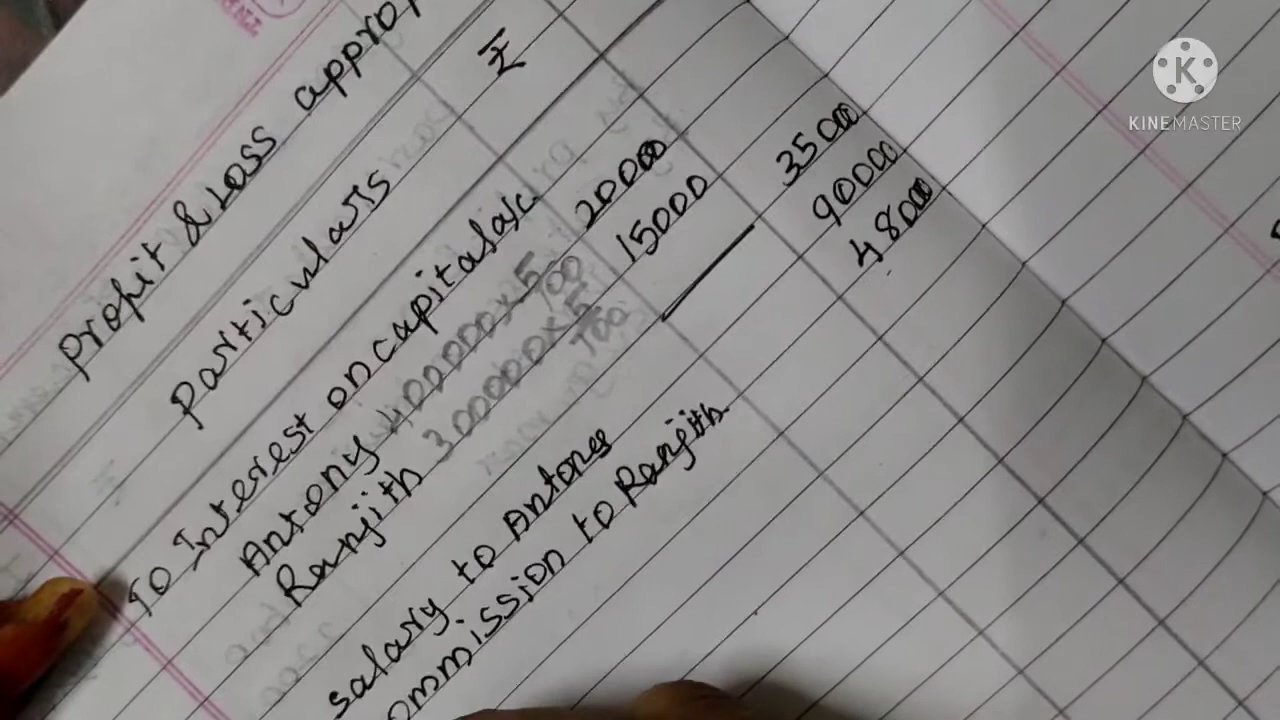 Profit & Loss approp
Particulars ₹
To Interest on capital a/c
Antony 400000 x 5/100 20000
Ranjith 300000 x 5/100 15000 35000
salary to Antony 90000
ommission to Ranjith 48000
K
KINEMASTER